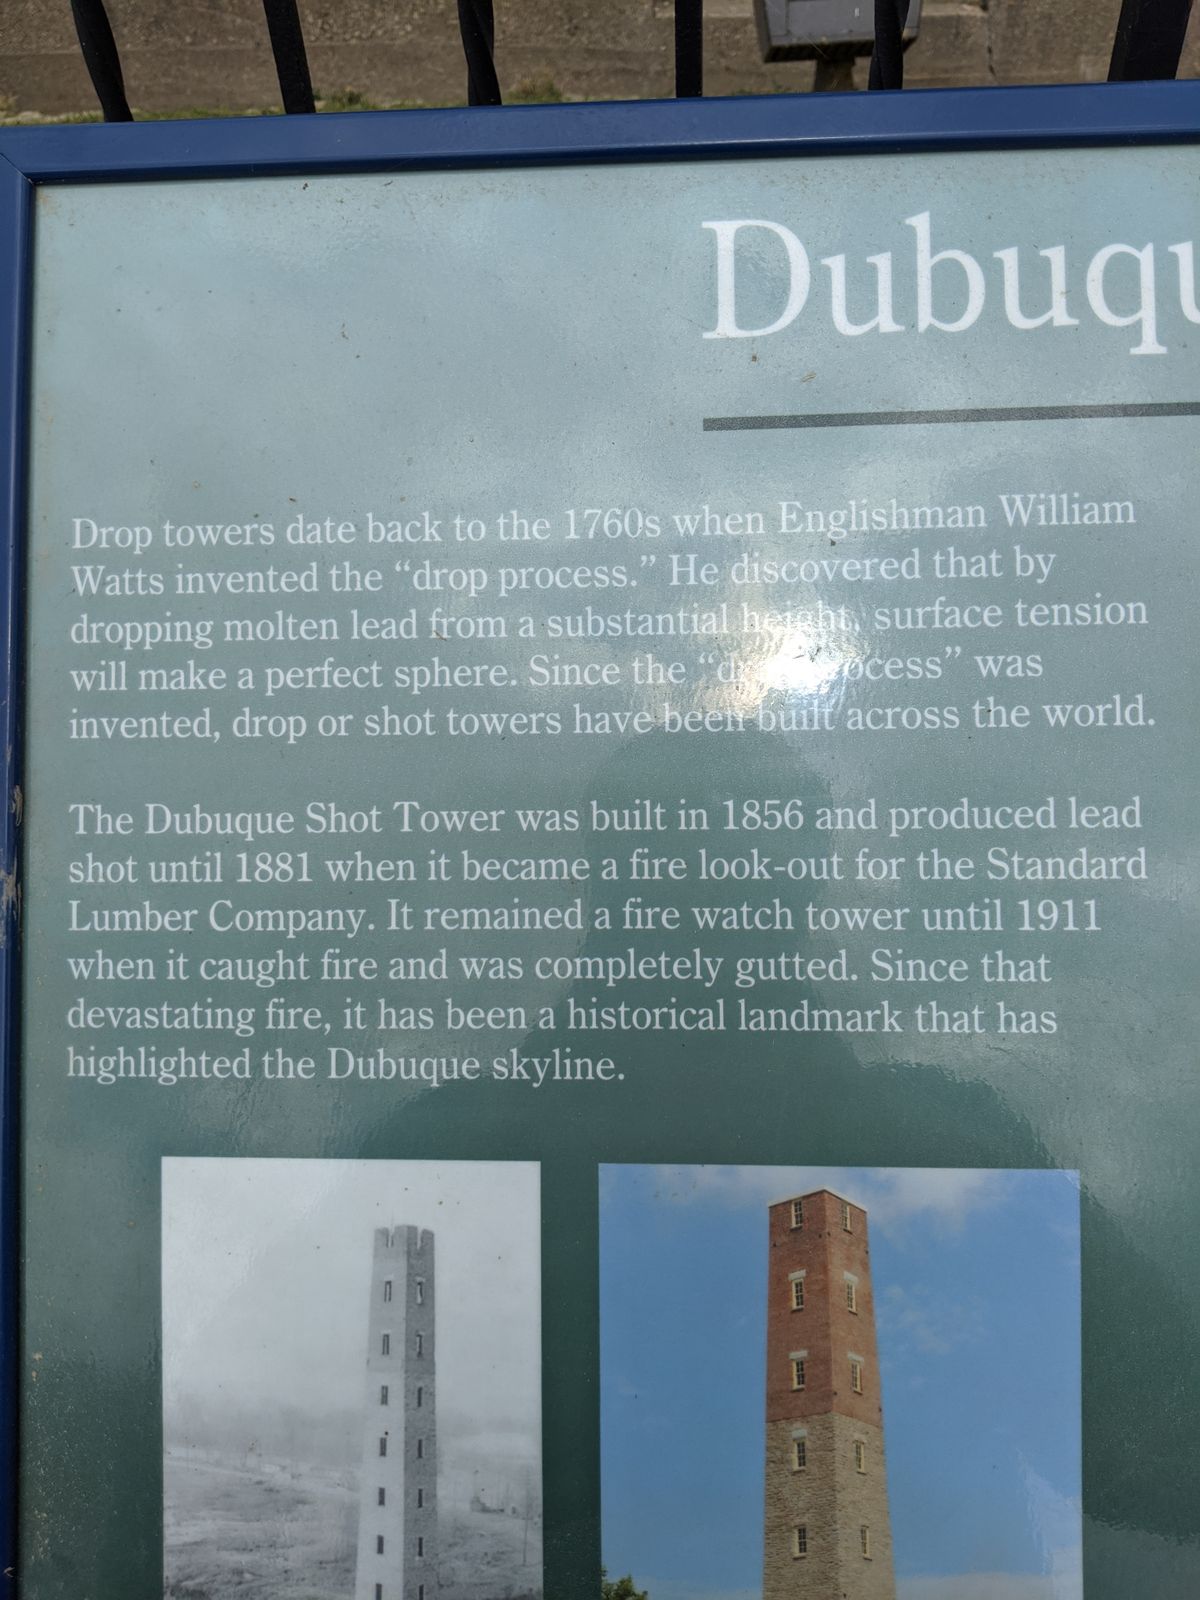 Dubuqu
Drop towers date back to the 1760s when Englishman William
Watts invented the “drop process.” He discovered that by
dropping molten lead from a substantial height, surface tension
will make a perfect sphere. Since the “drop process” was
invented, drop or shot towers have been built across the world.
The Dubuque Shot Tower was built in 1856 and produced lead
shot until 1881 when it became a fire look-out for the Standard
Lumber Company. It remained a fire watch tower until 1911
when it caught fire and was completely gutted. Since that
devastating fire, it has been a historical landmark that has
highlighted the Dubuque skyline.